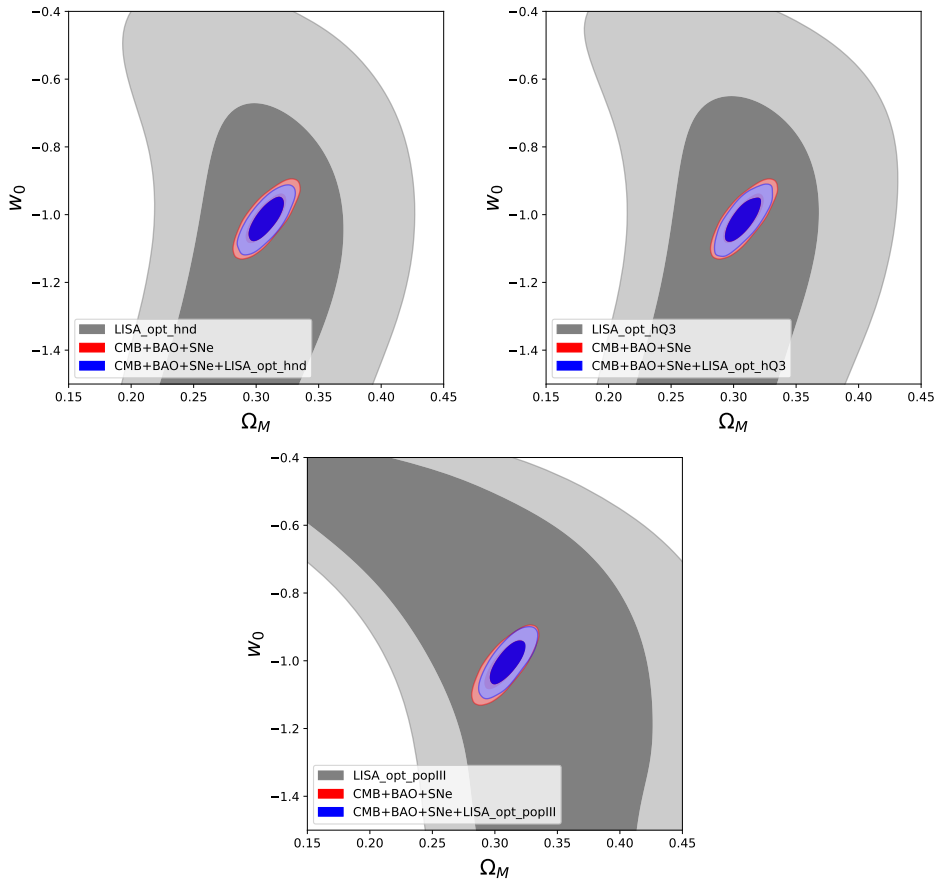 −0.4
−0.6
−0.8
−1.0
−1.2
−1.4
w0
0.15 0.20 0.25 0.30 0.35 0.40 0.45
ΩM
LISA_opt_hnd
CMB+BAO+SNe
CMB+BAO+SNe+LISA_opt_hnd
−0.4
−0.6
−0.8
−1.0
−1.2
−1.4
w0
0.15 0.20 0.25 0.30 0.35 0.40 0.45
ΩM
LISA_opt_hQ3
CMB+BAO+SNe
CMB+BAO+SNe+LISA_opt_hQ3
−0.4
−0.6
−0.8
−1.0
−1.2
−1.4
w0
0.15 0.20 0.25 0.30 0.35 0.40 0.45
ΩM
LISA_opt_popIII
CMB+BAO+SNe
CMB+BAO+SNe+LISA_opt_popIII